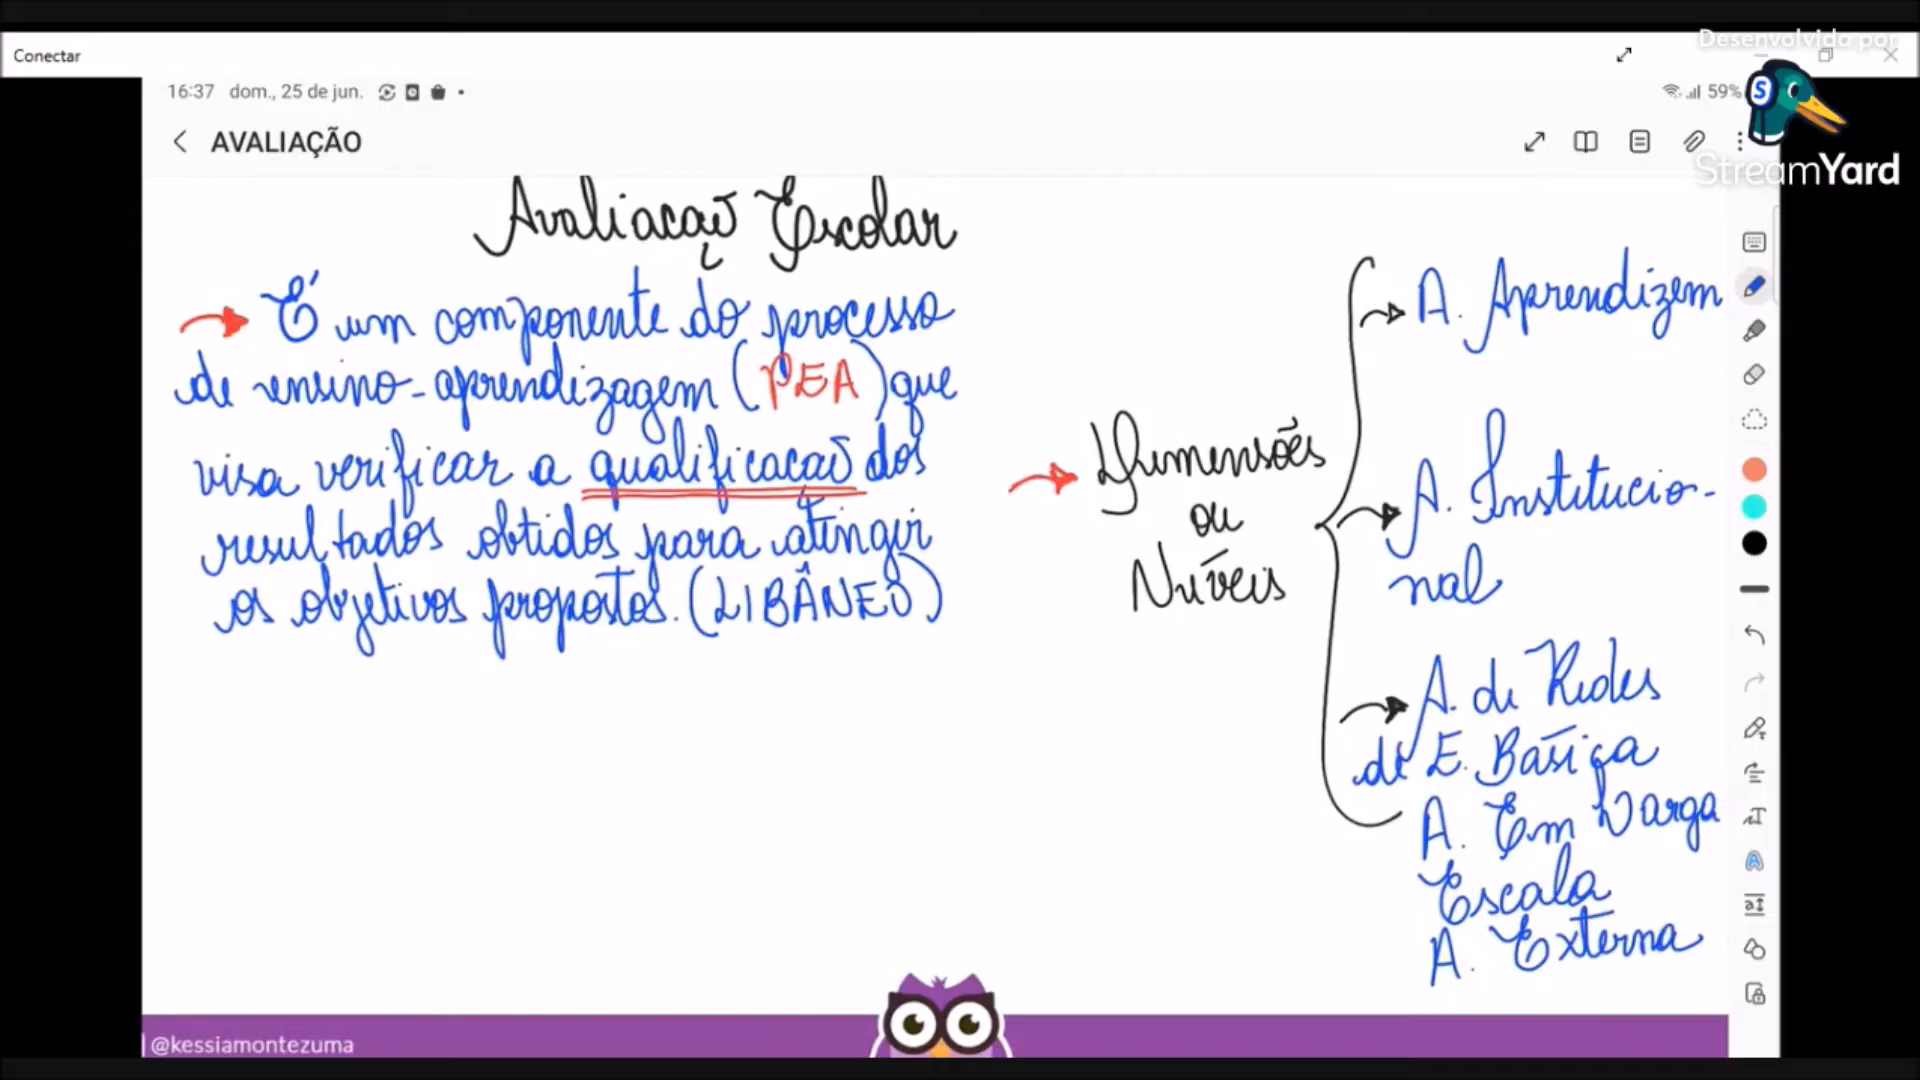 Desenvolvido por
Conectar
16:37 dom., 25 de jun.
59%
AVALIAÇÃO
StreamYard
Avaliação Escolar
É um componente do processo
de ensino-aprendizagem (PEA) que
visa verificar a qualificação dos
resultados obtidos para atingir
os objetivos propostos. (LIBÂNEO)
Dimensões
ou
Níveis
A. Aprendizem
A. Institucio-
nal
A. de Redes
de E. Básica
A. Em Larga
Escala
A. Externa
@kessiamontezuma